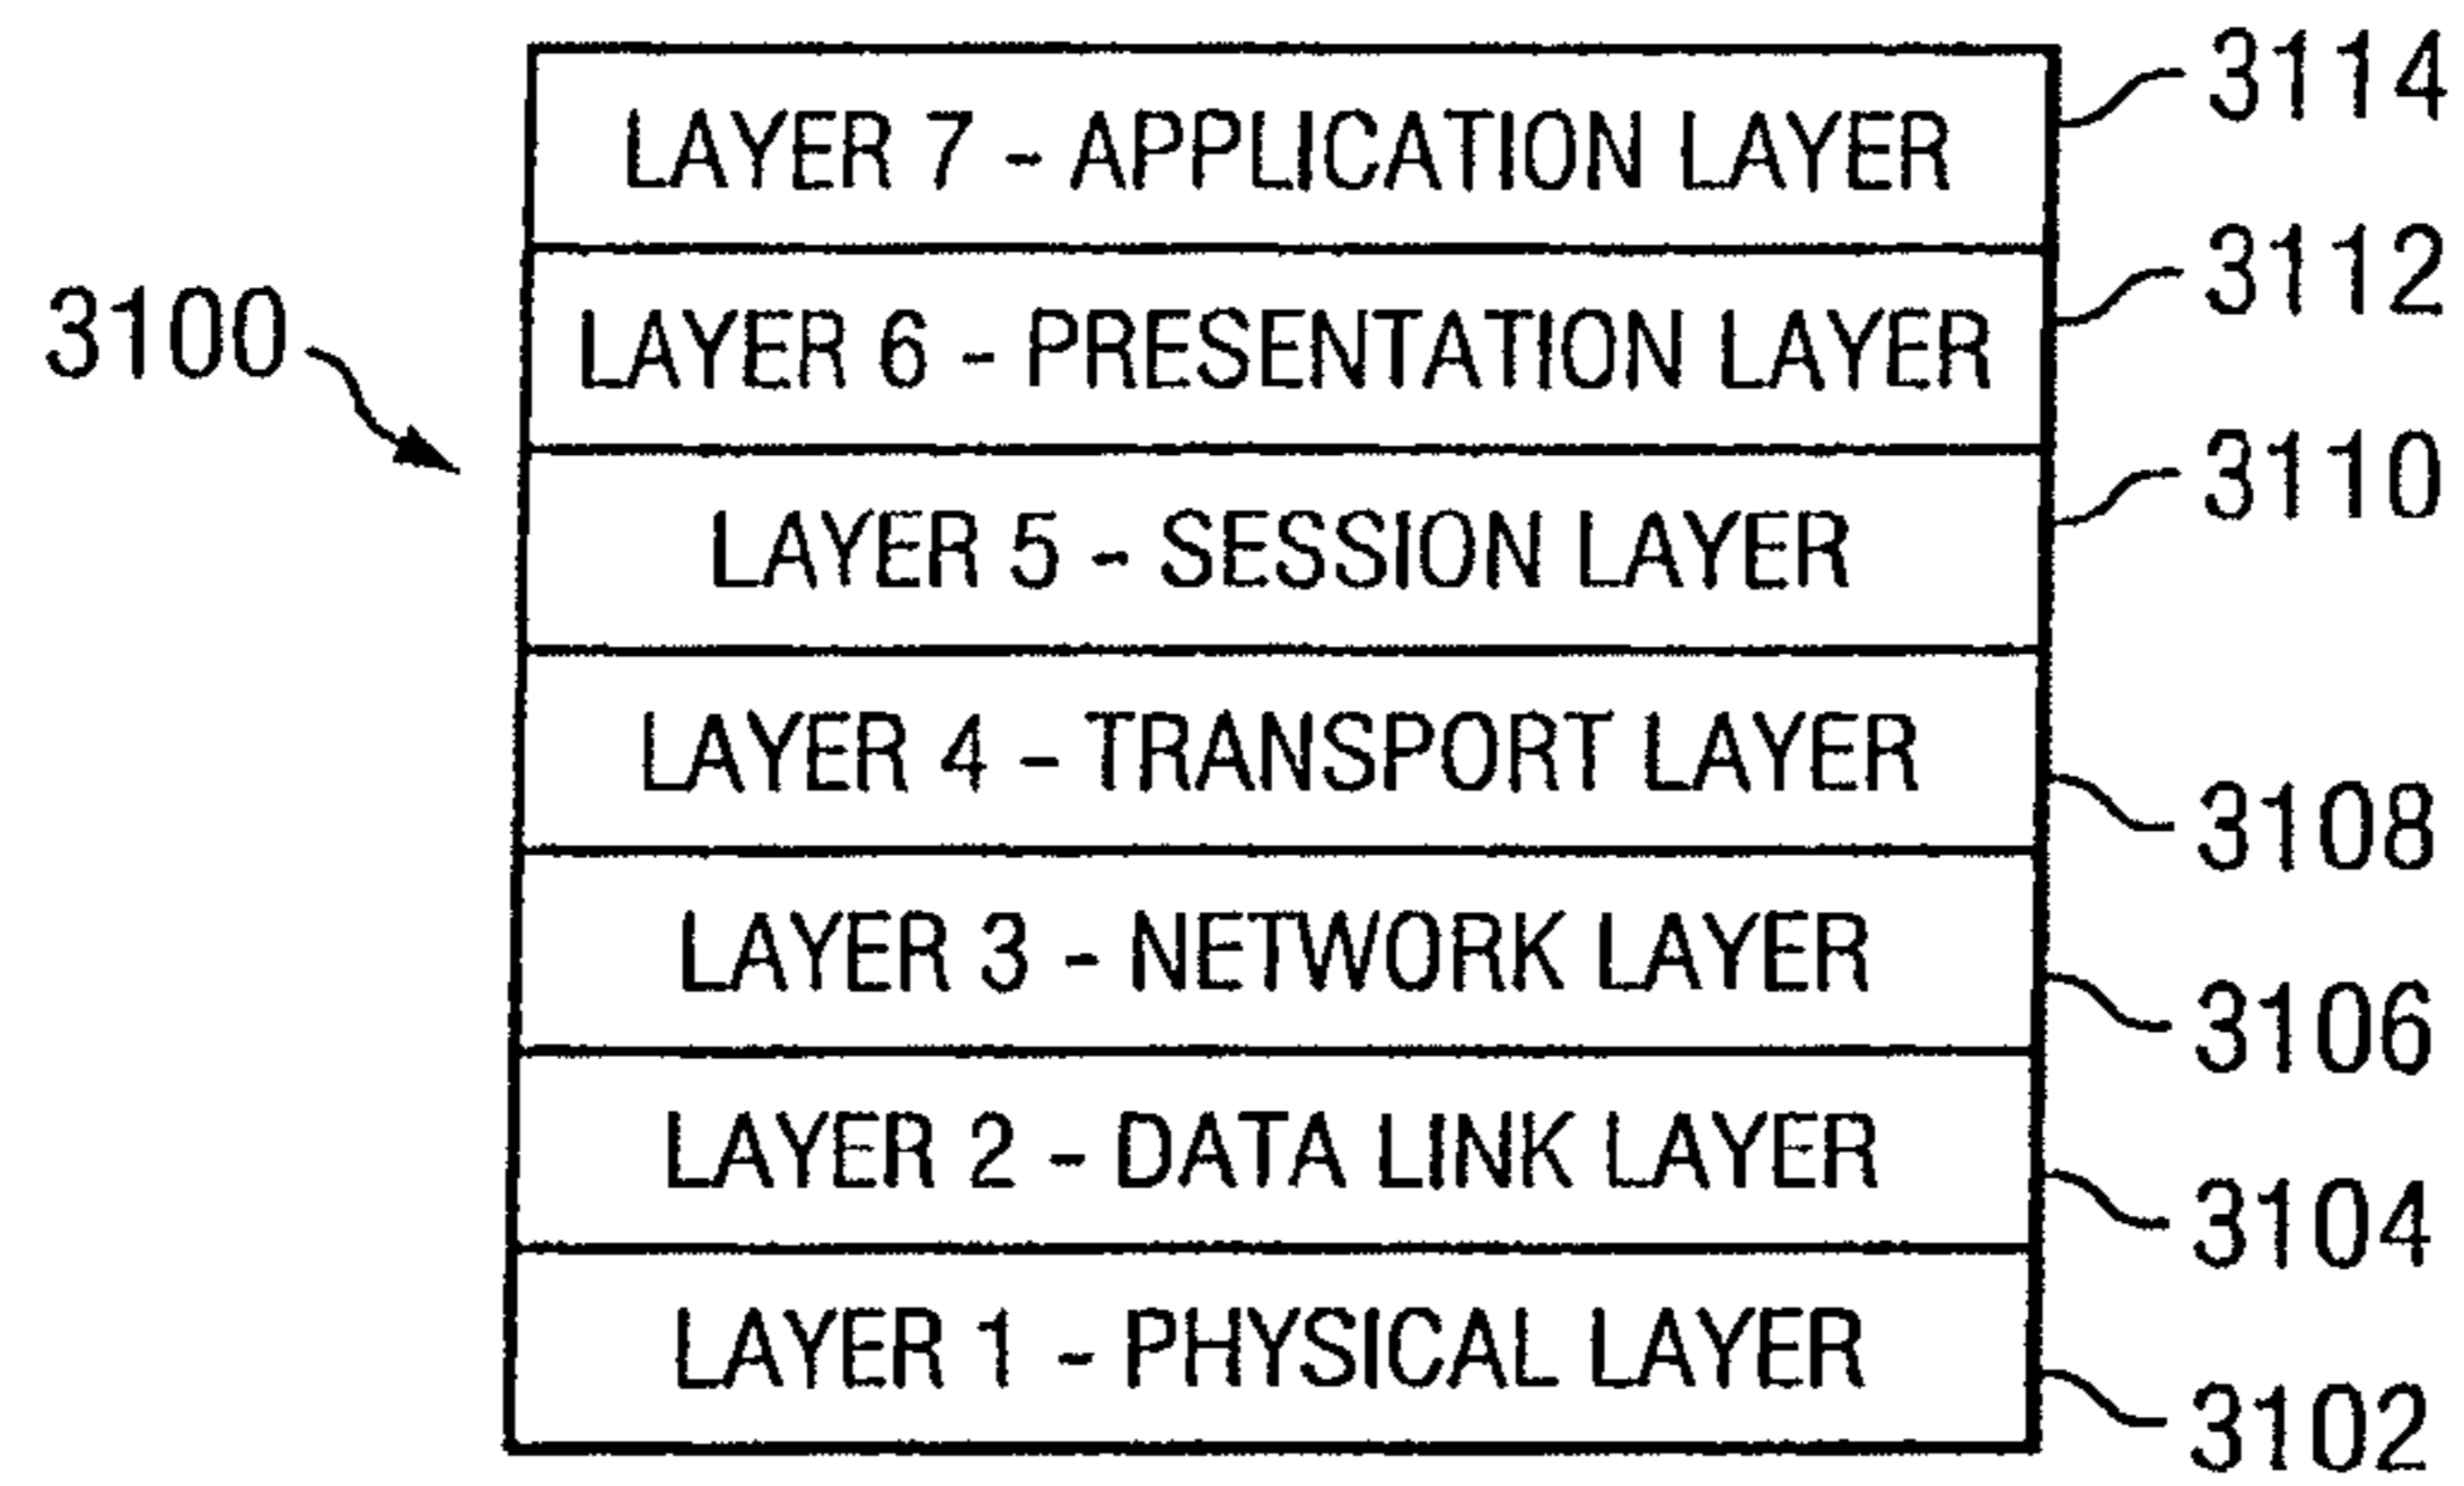 LAYER 7 - APPLICATION LAYER
3114
LAYER 6 - PRESENTATION LAYER
3112
3100
LAYER 5 - SESSION LAYER
3110
LAYER 4 - TRANSPORT LAYER
3108
LAYER 3 - NETWORK LAYER
3106
LAYER 2 - DATA LINK LAYER
3104
LAYER 1 - PHYSICAL LAYER
3102